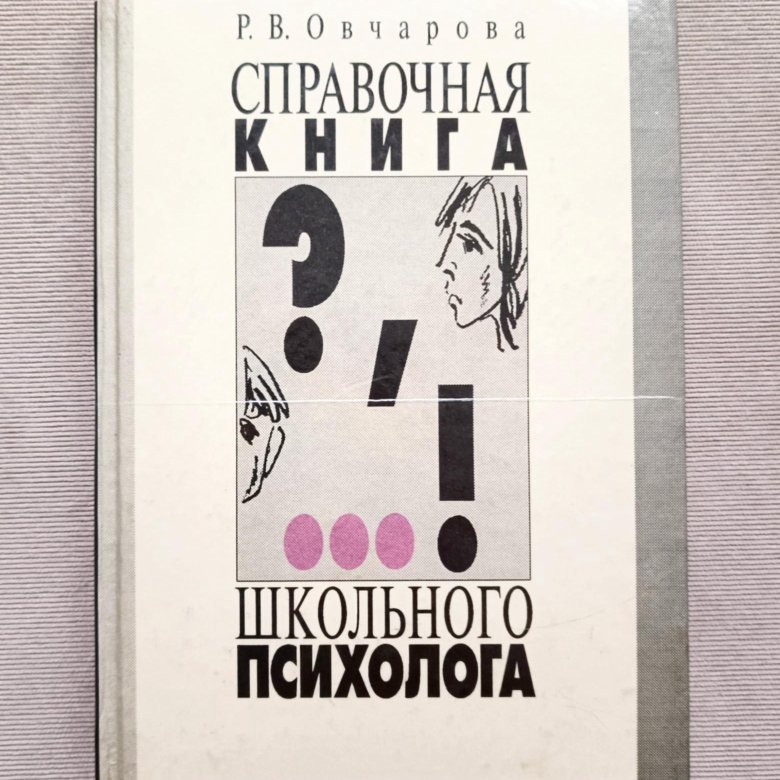 Р. В. Овчарова
СПРАВОЧНАЯ
КНИГА
? , ! ...
ШКОЛЬНОГО
ПСИХОЛОГА